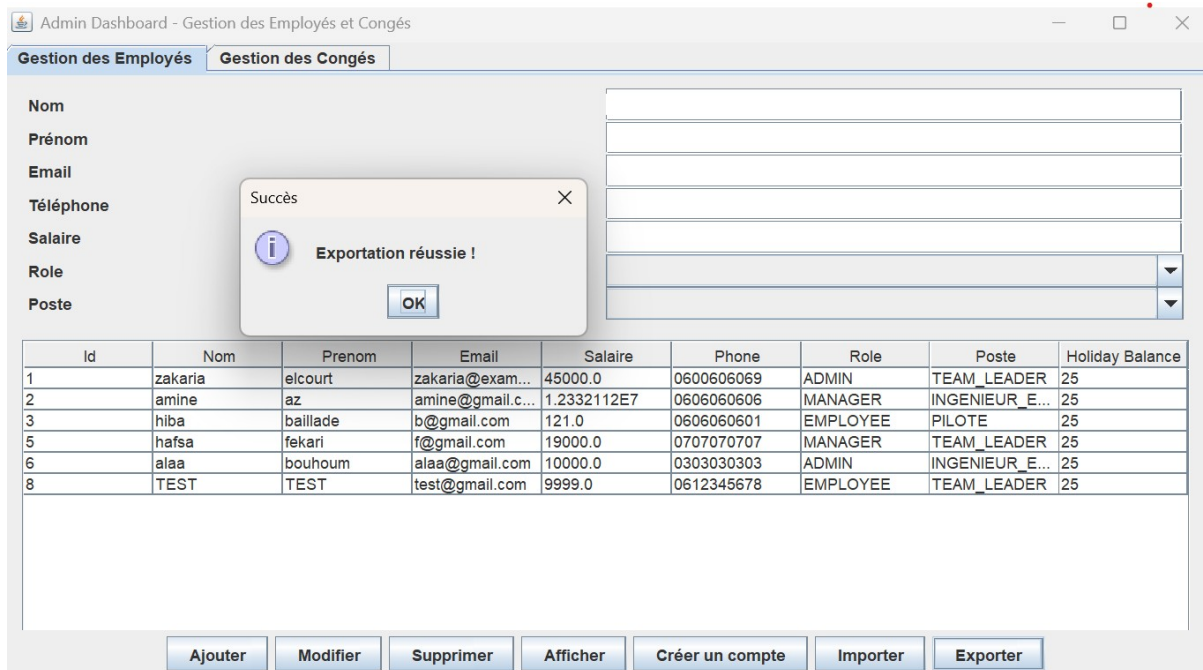 Admin Dashboard - Gestion des Employés et Congés
Gestion des Employés Gestion des Congés
Nom
Prénom
Email
Téléphone
Salaire
Role
Poste
Succès
Exportation réussie !
OK
Id Nom Prenom Email Salaire Phone Role Poste Holiday Balance
1 zakaria elcourt zakaria@exam... 45000.0 0600606069 ADMIN TEAM_LEADER 25
2 amine az amine@gmail.c... 1.2332112E7 0606060606 MANAGER INGENIEUR_E... 25
3 hiba baillade b@gmail.com 121.0 0606060601 EMPLOYEE PILOTE 25
5 hafsa fekari f@gmail.com 19000.0 0707070707 MANAGER TEAM_LEADER 25
6 alaa bouhoum alaa@gmail.com 10000.0 0303030303 ADMIN INGENIEUR_E... 25
8 TEST TEST test@gmail.com 9999.0 0612345678 EMPLOYEE TEAM_LEADER 25
Ajouter Modifier Supprimer Afficher Créer un compte Importer Exporter